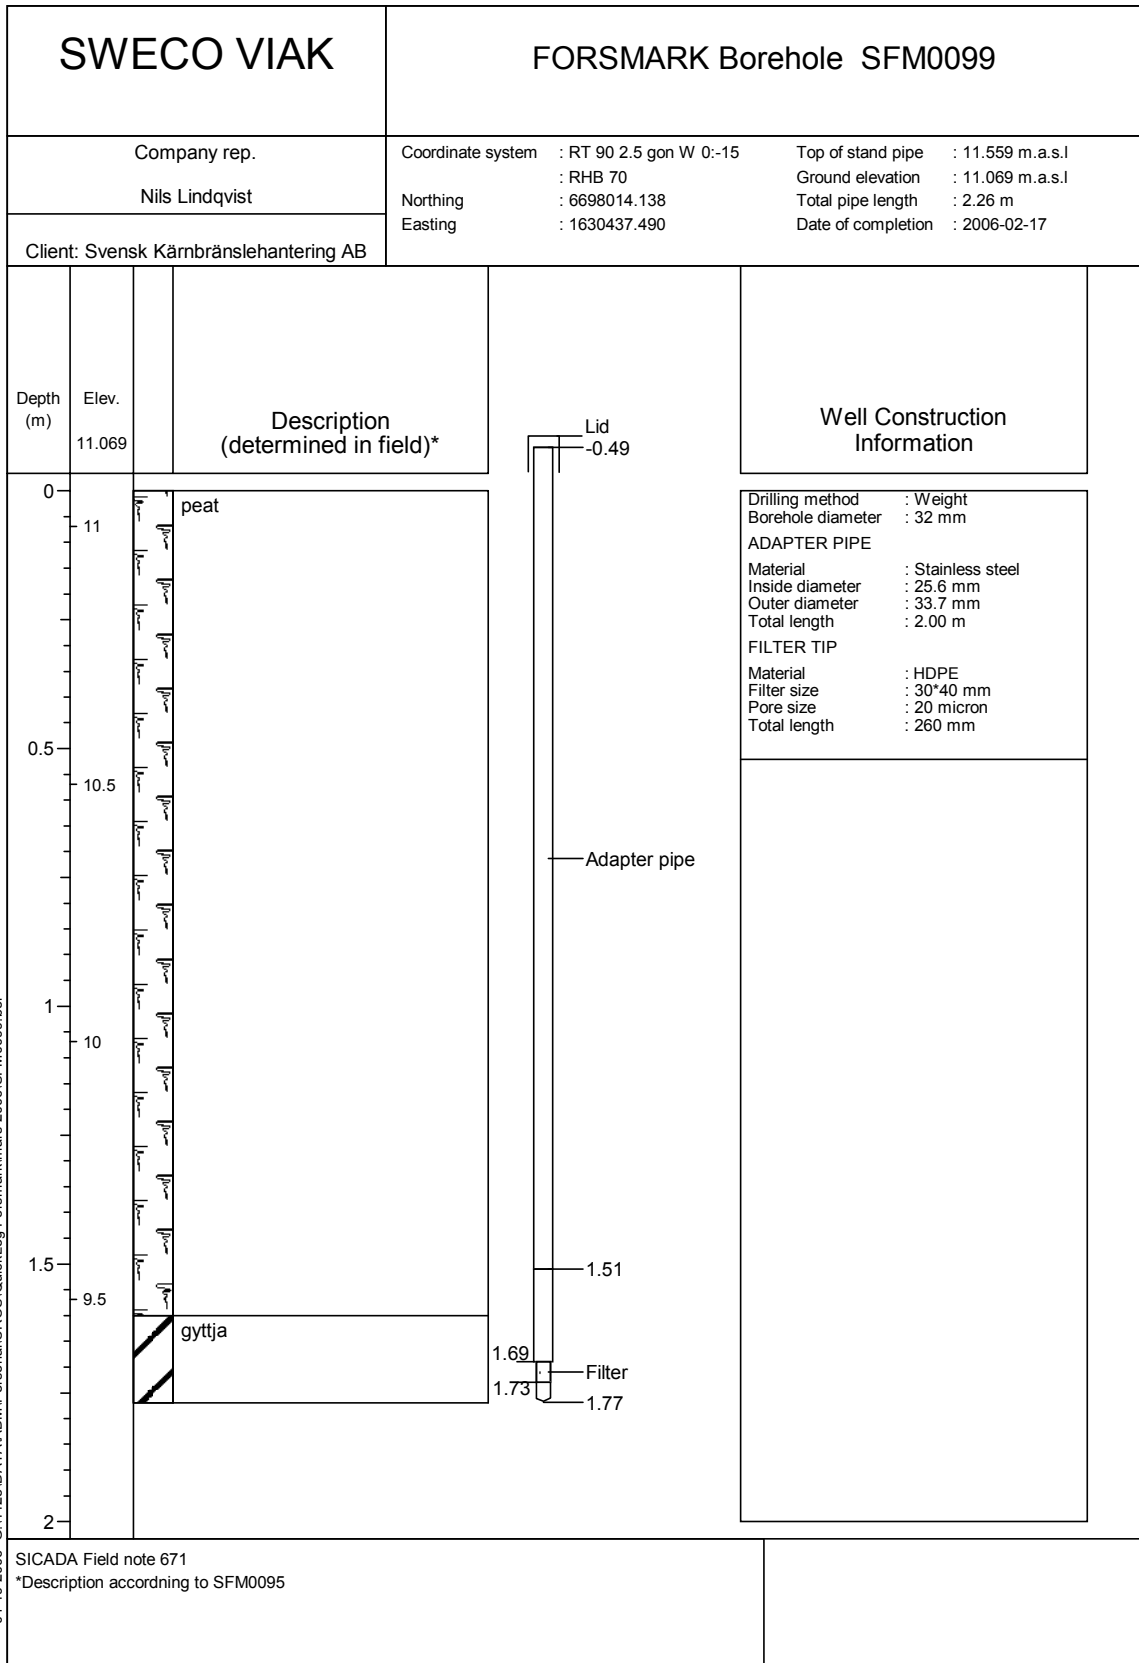 SWECO VIAK
FORSMARK Borehole SFM0099
Company rep.
Nils Lindqvist
Client: Svensk Kärnbränslehantering AB
Coordinate system : RT 90 2.5 gon W 0:-15
: RHB 70
Northing : 6698014.138
Easting : 1630437.490
Top of stand pipe : 11.559 m.a.s.l
Ground elevation : 11.069 m.a.s.l
Total pipe length : 2.26 m
Date of completion : 2006-02-17
Depth
(m)
Elev.
11.069
Description
(determined in field)*
Lid
-0.49
Well Construction
Information
0
11
0.5
10.5
1
10
1.5
9.5
2
peat
gyttja
Adapter pipe
1.51
1.69
Filter
1.73
1.77
Drilling method : Weight
Borehole diameter : 32 mm
ADAPTER PIPE
Material : Stainless steel
Inside diameter : 25.6 mm
Outer diameter : 33.7 mm
Total length : 2.00 m
FILTER TIP
Material : HDPE
Filter size : 30*40 mm
Pore size : 20 micron
Total length : 260 mm
SICADA Field note 671
*Description accordning to SFM0095